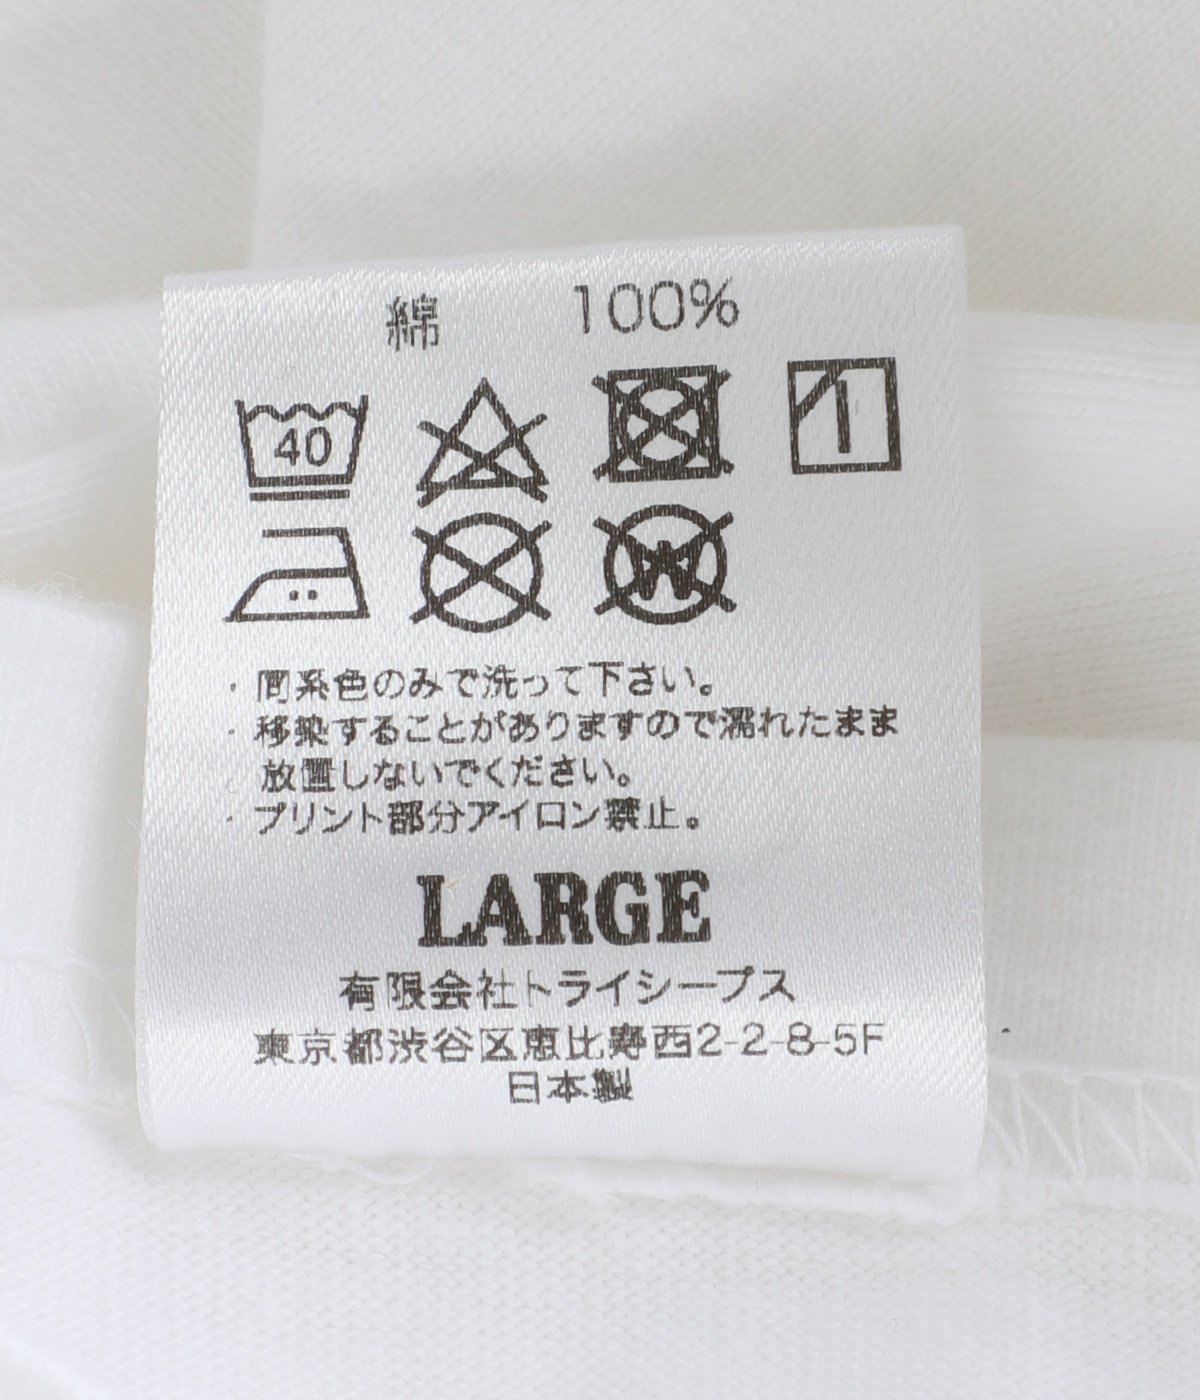 綿 100%
40
W
・同系色のみで洗って下さい。
・移染することがありますので濡れたまま
放置しないでください。
・プリント部分アイロン禁止。
LARGE
有限会社トライシープス
東京都渋谷区恵比寿西2-2-8-5F
日本製